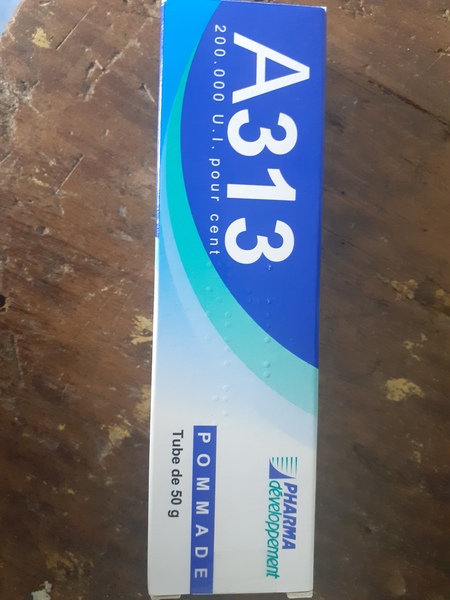 A313
200.000 U.I. pour cent
PHARMA
développement
POMMADE
Tube de 50 g